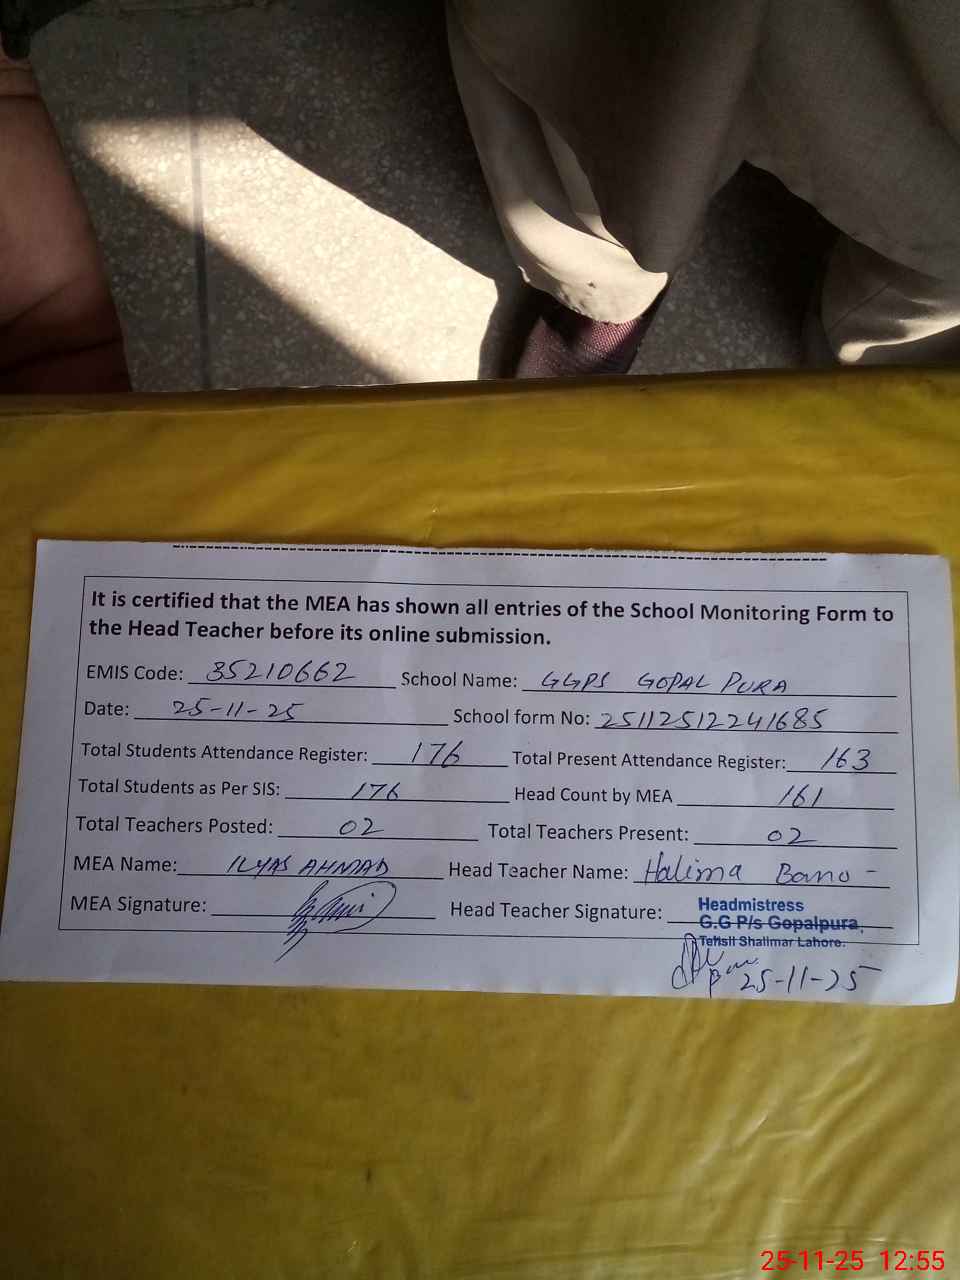 It is certified that the MEA has shown all entries of the School Monitoring Form to
the Head Teacher before its online submission.
EMIS Code: 35210662 School Name: GGPS GOPAL PURA
Date: 25-11-25 School form No: 25112512241685
Total Students Attendance Register: 176 Total Present Attendance Register: 163
Total Students as Per SIS: 176 Head Count by MEA 161
Total Teachers Posted: 02 Total Teachers Present: 02
MEA Name: ILYAS AHMAD Head Teacher Name: Halima Bano -
MEA Signature: Head Teacher Signature:
Headmistress
G.G P/s Gopalpura,
Tehsil Shalimar Lahore.
25-11-25
25-11-25 12:55